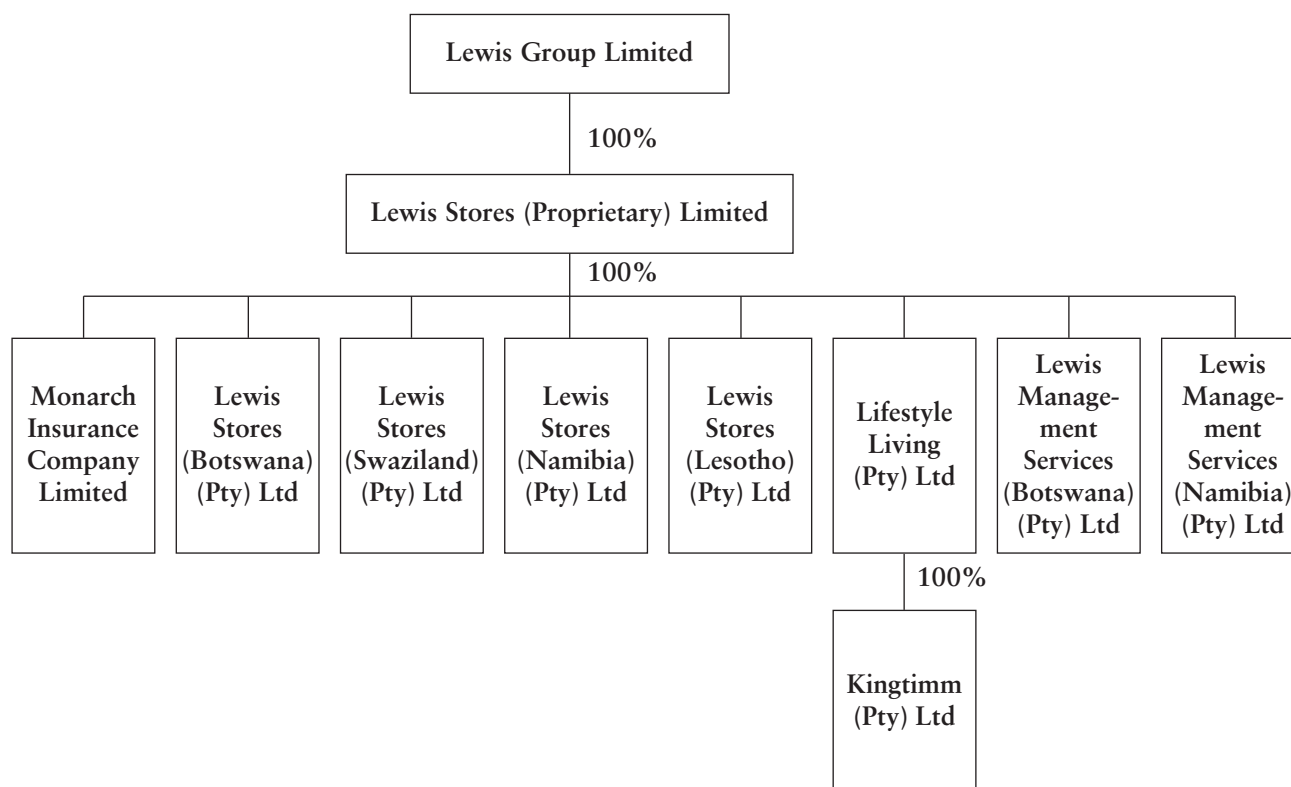 Lewis Group Limited
100%
Lewis Stores (Proprietary) Limited
100%
Monarch
Insurance
Company
Limited
Lewis
Stores
(Botswana)
(Pty) Ltd
Lewis
Stores
(Swaziland)
(Pty) Ltd
Lewis
Stores
(Namibia)
(Pty) Ltd
Lewis
Stores
(Lesotho)
(Pty) Ltd
Lifestyle
Living
(Pty) Ltd
Lewis
Manage-
ment
Services
(Botswana)
(Pty) Ltd
Lewis
Manage-
ment
Services
(Namibia)
(Pty) Ltd
100%
Kingtimm
(Pty) Ltd